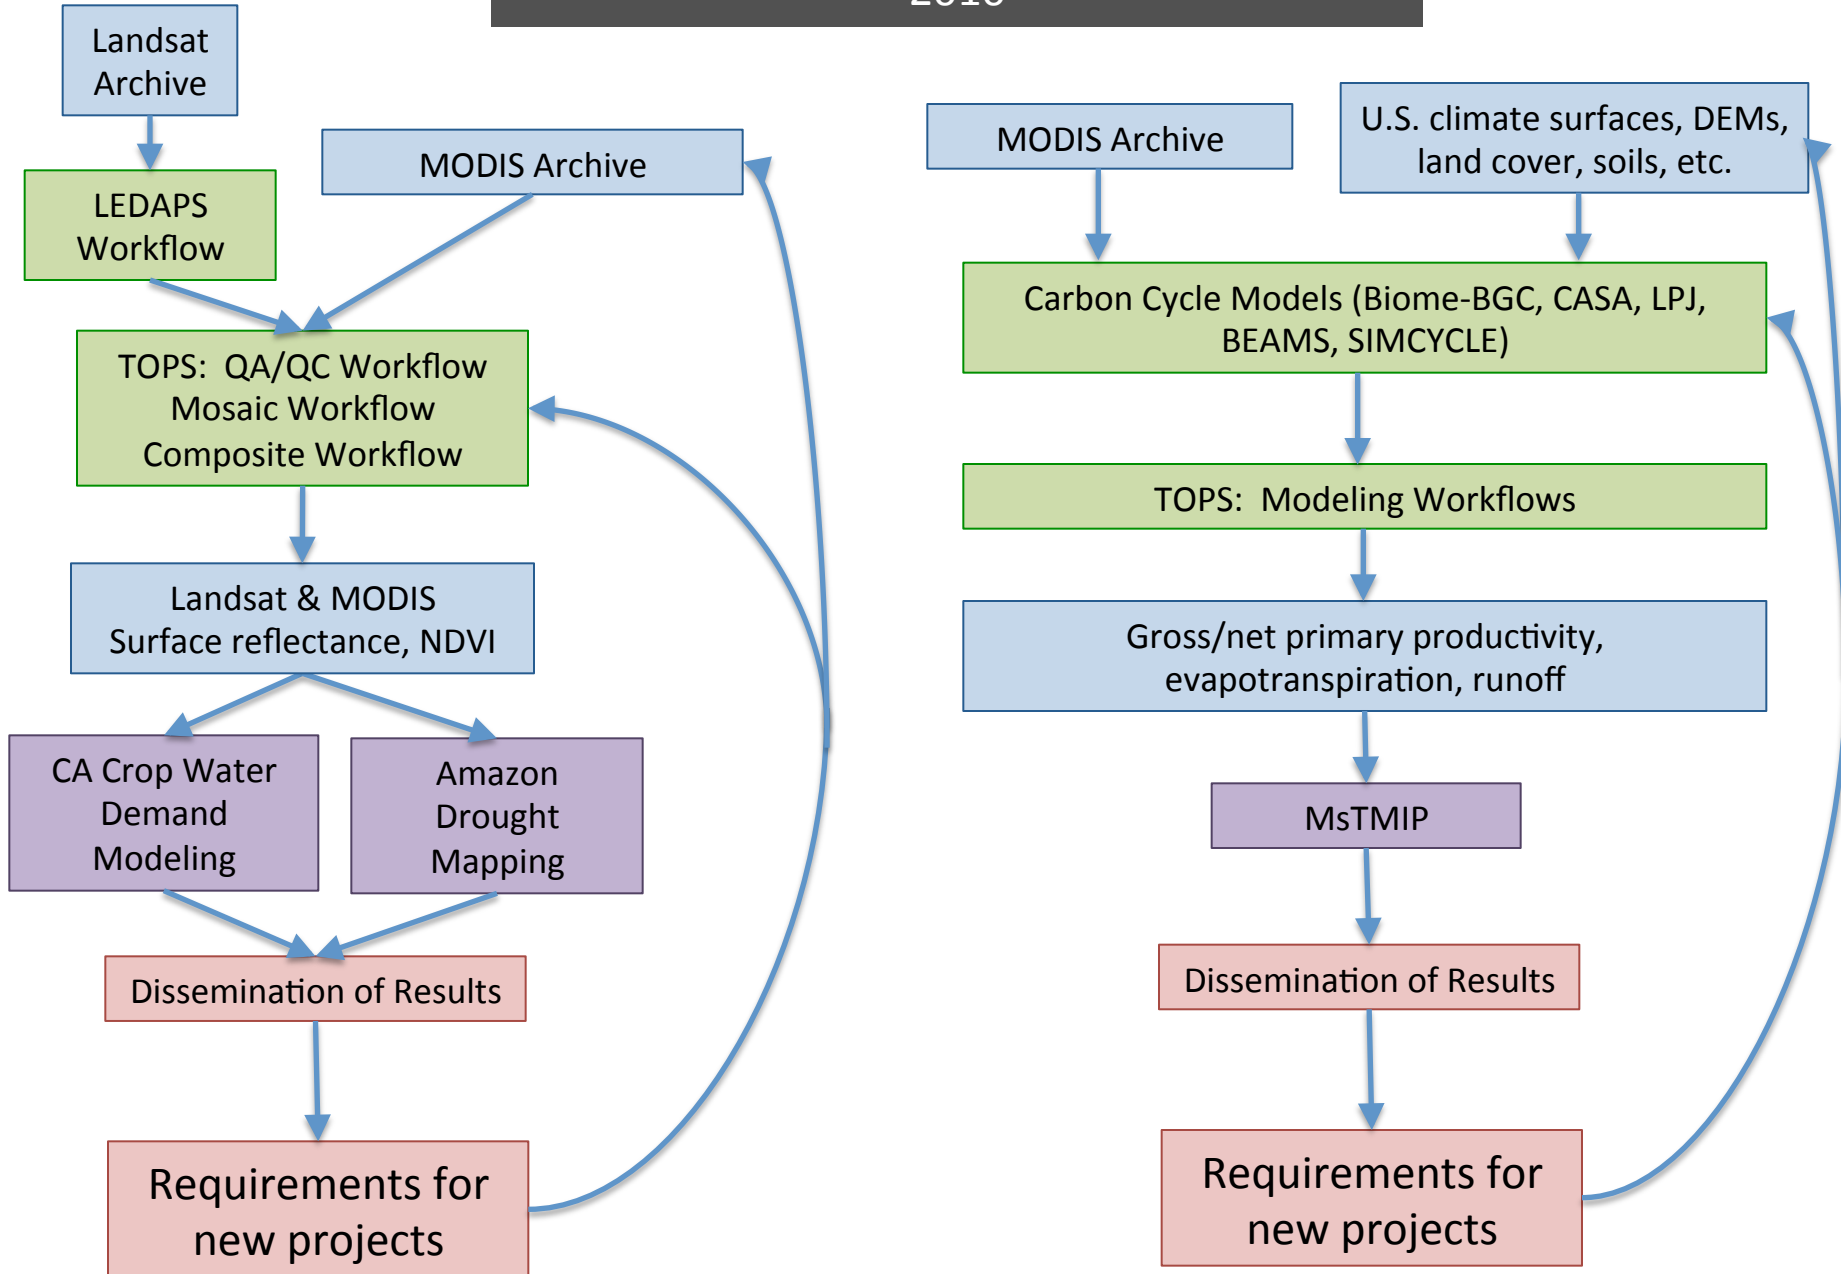 Landsat
Archive
LEDAPS
Workflow
MODIS Archive
TOPS:  QA/QC Workflow
Mosaic Workflow
Composite Workflow
Landsat & MODIS
Surface reflectance, NDVI
CA Crop Water
Demand
Modeling
Amazon
Drought
Mapping
Dissemination of Results
Requirements for
new projects
MODIS Archive
U.S. climate surfaces, DEMs,
land cover, soils, etc.
Carbon Cycle Models (Biome-BGC, CASA, LPJ,
BEAMS, SIMCYCLE)
TOPS:  Modeling Workflows
Gross/net primary productivity,
evapotranspiration, runoff
MsTMIP
Dissemination of Results
Requirements for
new projects